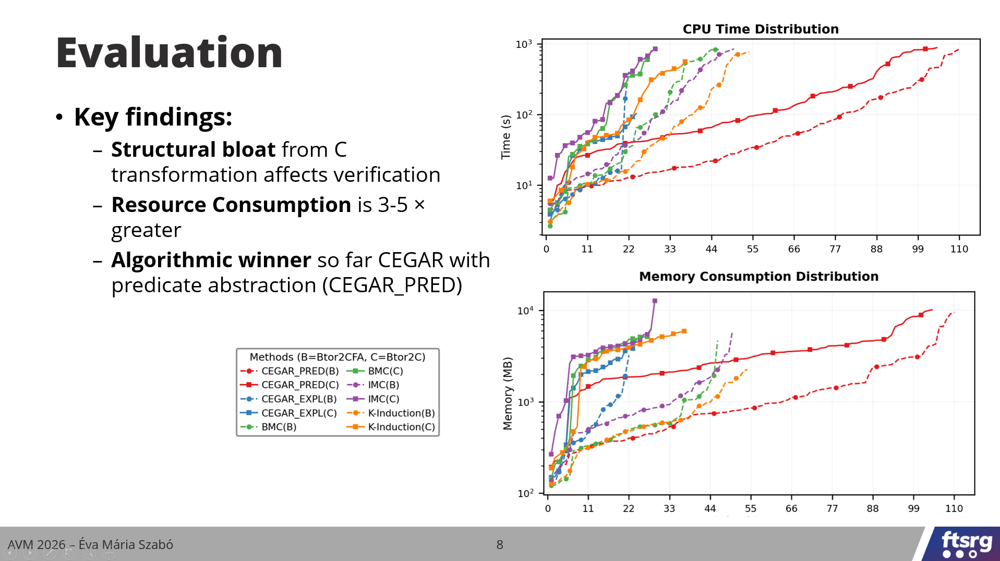 Evaluation
• Key findings:
– Structural bloat from C
transformation affects verification
– Resource Consumption is 3-5 ×
greater
– Algorithmic winner so far CEGAR with
predicate abstraction (CEGAR_PRED)
Methods (B=Btor2CFA, C=Btor2C)
CEGAR_PRED(B)
CEGAR_PRED(C)
CEGAR_EXPL(B)
CEGAR_EXPL(C)
BMC(B)
BMC(C)
IMC(B)
IMC(C)
K-Induction(B)
K-Induction(C)
CPU Time Distribution
Time (s)
10³
10²
10¹
0 11 22 33 44 55 66 77 88 99 110
Memory Consumption Distribution
Memory (MB)
10⁴
10³
10²
0 11 22 33 44 55 66 77 88 99 110
AVM 2026 – Éva Mária Szabó
8
ftsrg